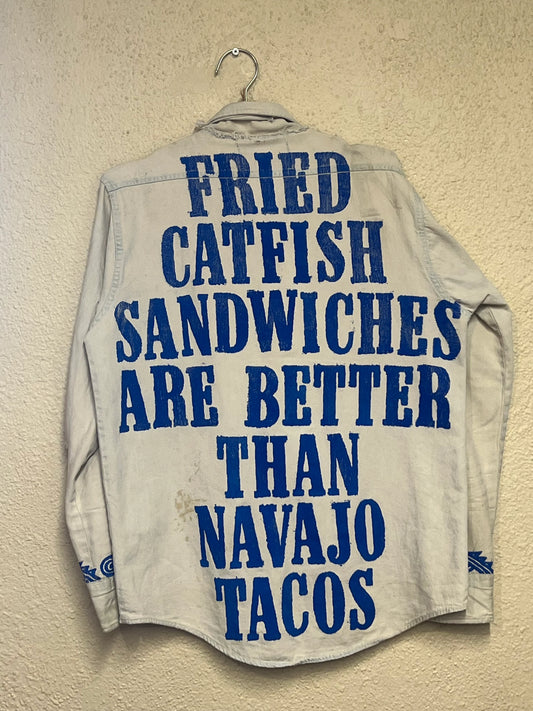 FRIED
CATFISH
SANDWICHES
ARE BETTER
THAN
NAVAJO
TACOS